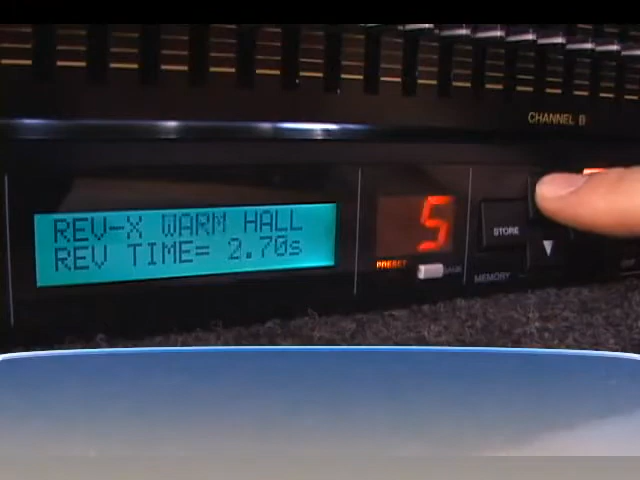 CHANNEL B
REV-X WARM HALL
REV TIME= 2.70s
5
PRESET
STORE
MEMORY